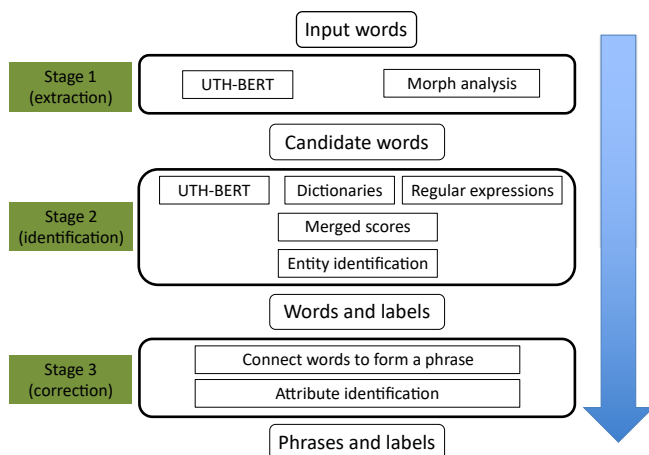 Input words
Stage 1
(extraction)
UTH-BERT
Morph analysis
Candidate words
Stage 2
(identification)
UTH-BERT
Dictionaries
Regular expressions
Merged scores
Entity identification
Words and labels
Stage 3
(correction)
Connect words to form a phrase
Attribute identification
Phrases and labels